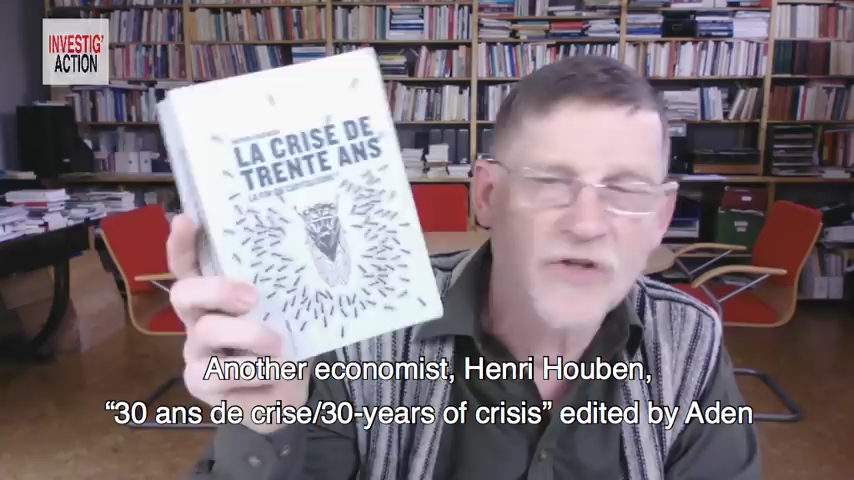 INVESTIG'
ACTION
LA CRISE DE
TRENTE ANS
Another economist, Henri Houben,
“30 ans de crise/30-years of crisis” edited by Aden